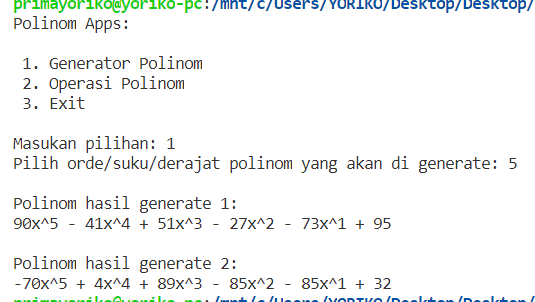 primayoriko@yoriko-pc:/mnt/c/Users/YORIKO/Desktop/Desktop/
Polinom Apps:
1. Generator Polinom
2. Operasi Polinom
3. Exit
Masukan pilihan: 1
Pilih orde/suku/derajat polinom yang akan di generate: 5
Polinom hasil generate 1:
90x^5 - 41x^4 + 51x^3 - 27x^2 - 73x^1 + 95
Polinom hasil generate 2:
-70x^5 + 4x^4 + 89x^3 - 85x^2 - 85x^1 + 32
primayoriko@yoriko-pc:/mnt/c/Users/YORIKO/Desktop/Desktop/